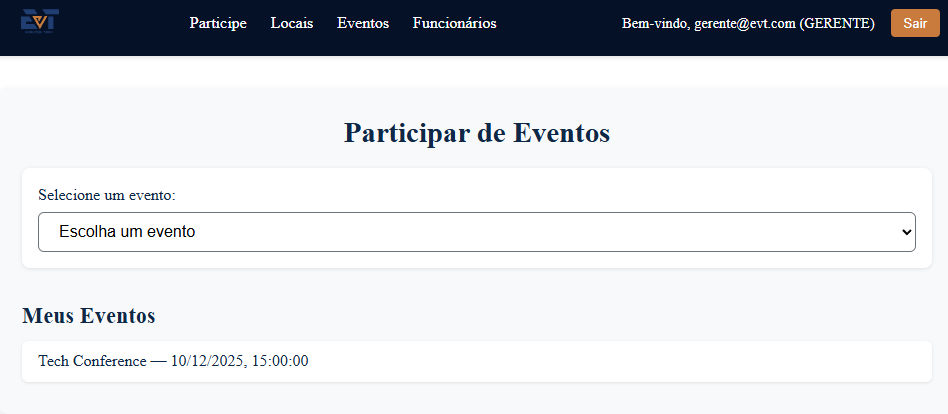 EVT
Participe
Locais
Eventos
Funcionários
Bem-vindo, gerente@evt.com (GERENTE)
Sair
Participar de Eventos
Selecione um evento:
Escolha um evento
Meus Eventos
Tech Conference — 10/12/2025, 15:00:00